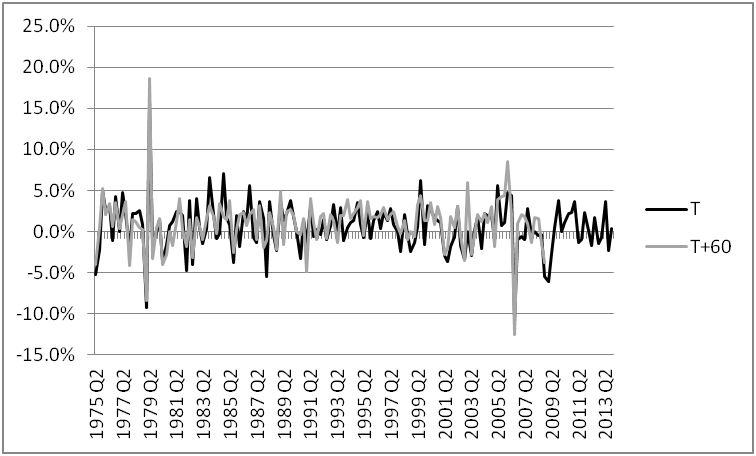 25.0%
20.0%
15.0%
10.0%
5.0%
0.0%
-5.0%
-10.0%
-15.0%
1975 Q2
1977 Q2
1979 Q2
1981 Q2
1983 Q2
1985 Q2
1987 Q2
1989 Q2
1991 Q2
1993 Q2
1995 Q2
1997 Q2
1999 Q2
2001 Q2
2003 Q2
2005 Q2
2007 Q2
2009 Q2
2011 Q2
2013 Q2
T
T+60